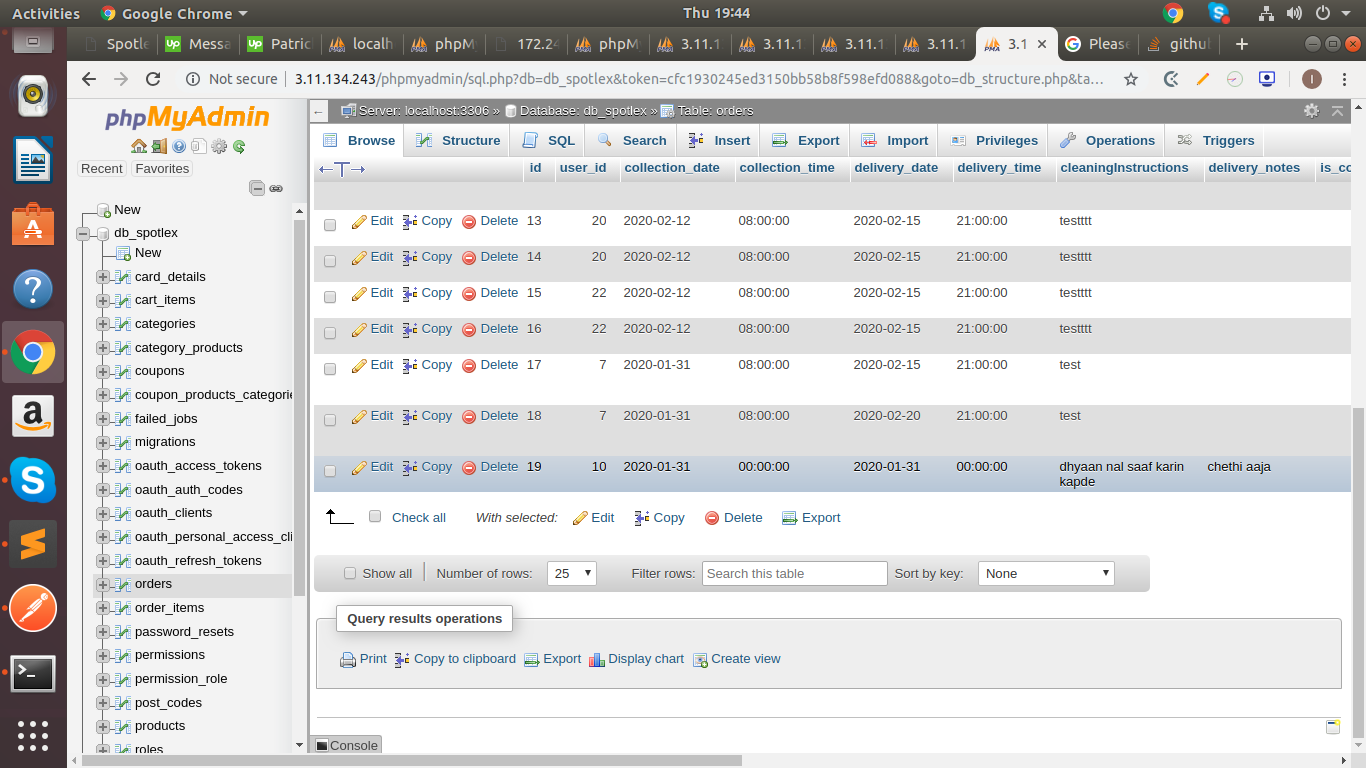 Activities Google Chrome Thu 19:44
Spotle Messa Patric localh phpM 172.24 phpM 3.11.1 3.11.1 3.11.1 3.11.1 3.1 Please githul
Not secure 3.11.134.243/phpmyadmin/sql.php?db=db_spotlex&token=cfc1930245ed3150bb58b8f598efd088&goto=db_structure.php&ta...
phpMyAdmin
Recent Favorites
New
db_spotlex
New
card_details
cart_items
categories
category_products
coupons
coupon_products_categorie
failed_jobs
migrations
oauth_access_tokens
oauth_auth_codes
oauth_clients
oauth_personal_access_cli
oauth_refresh_tokens
orders
order_items
password_resets
permissions
permission_role
post_codes
products
roles
Server: localhost:3306 » Database: db_spotlex » Table: orders
Browse Structure SQL Search Insert Export Import Privileges Operations Triggers
id user_id collection_date collection_time delivery_date delivery_time cleaningInstructions delivery_notes is_co
Edit Copy Delete 13 20 2020-02-12 08:00:00 2020-02-15 21:00:00 testttt
Edit Copy Delete 14 20 2020-02-12 08:00:00 2020-02-15 21:00:00 testttt
Edit Copy Delete 15 22 2020-02-12 08:00:00 2020-02-15 21:00:00 testttt
Edit Copy Delete 16 22 2020-02-12 08:00:00 2020-02-15 21:00:00 testttt
Edit Copy Delete 17 7 2020-01-31 08:00:00 2020-02-15 21:00:00 test
Edit Copy Delete 18 7 2020-01-31 08:00:00 2020-02-20 21:00:00 test
Edit Copy Delete 19 10 2020-01-31 00:00:00 2020-01-31 00:00:00 dhyaan nal saaf karin chethi aaja
kapde
Check all With selected: Edit Copy Delete Export
Show all Number of rows: 25 Filter rows: Search this table Sort by key: None
Query results operations
Print Copy to clipboard Export Display chart Create view
Console